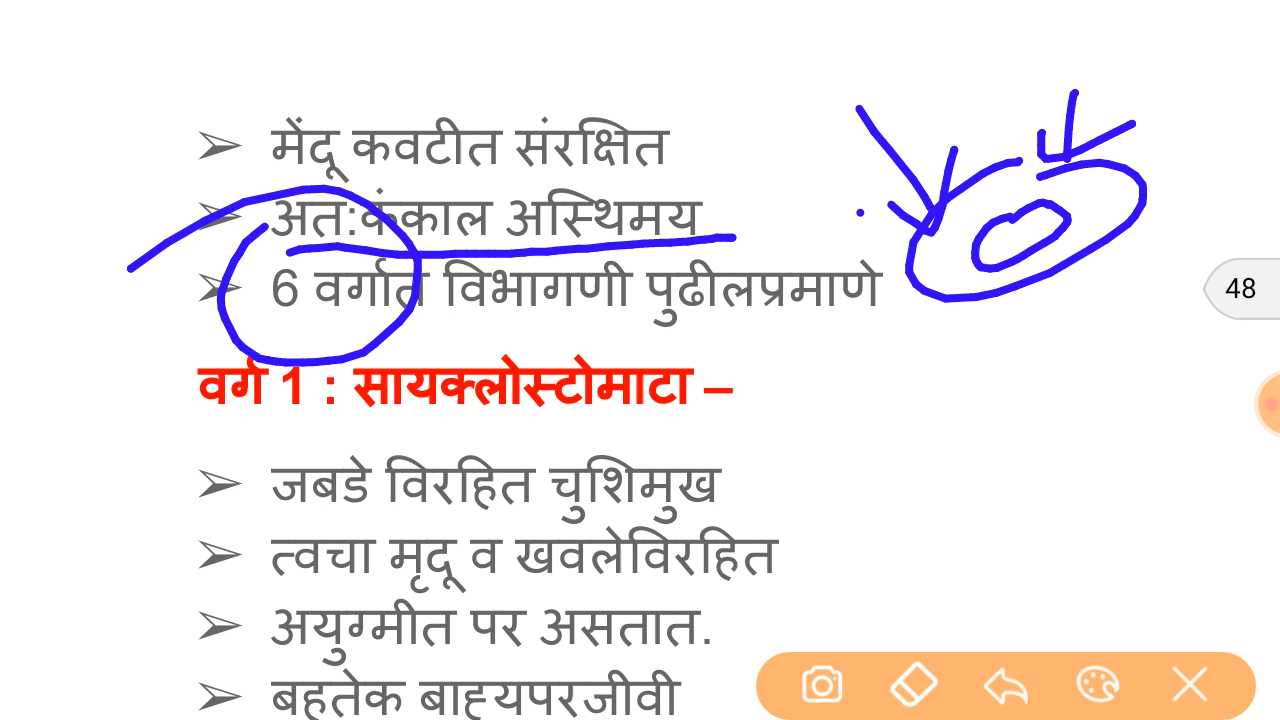 ➢ मेंदू कवटीत संरक्षित
➢ अत:कंकाल अस्थिमय
➢ 6 वर्गात विभागणी पुढीलप्रमाणे
48
वर्ग 1 : सायक्लोस्टोमाटा –
➢ जबडे विरहित चुशिमुख
➢ त्वचा मृदू व खवलेविरहित
➢ अयुग्मीत पर असतात.
➢ बहुतेक बाह्यपरजीवी